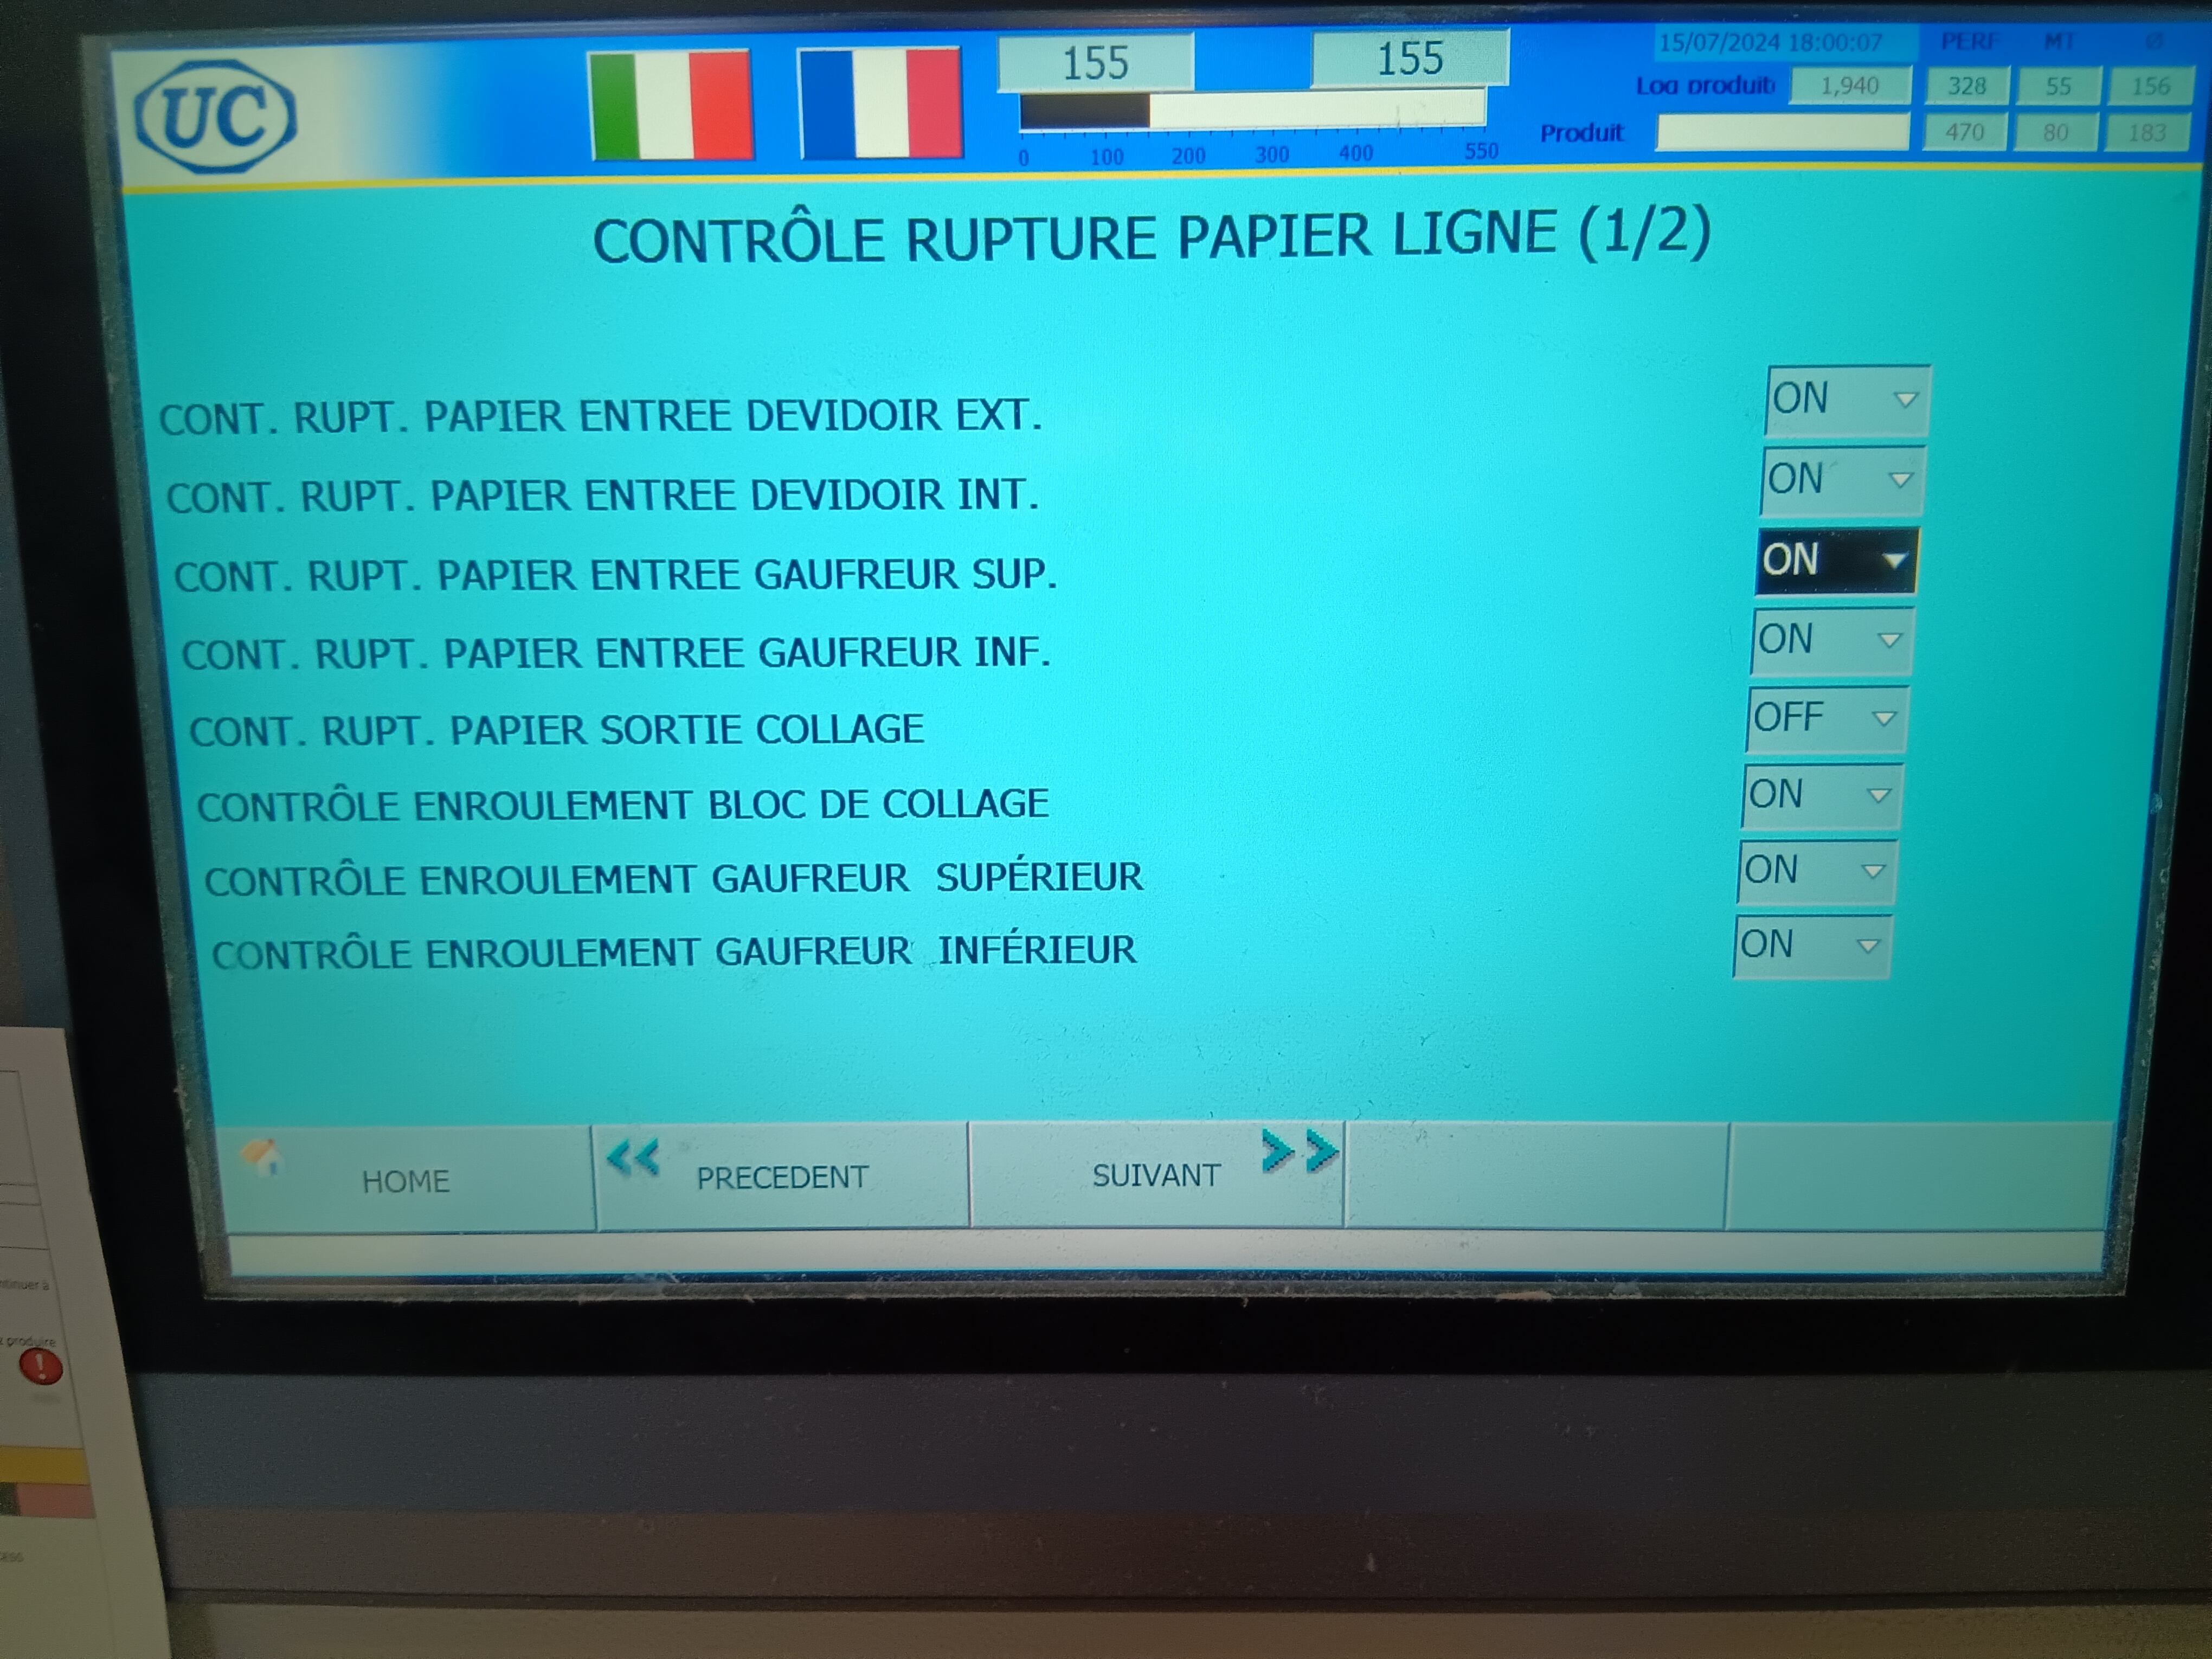 UC
155 155
15/07/2024 18:00:07 PERF MT Ø
Log produit 1,940 328 55 156
Produit 470 80 183
0 100 200 300 400 550
CONTRÔLE RUPTURE PAPIER LIGNE (1/2)
CONT. RUPT. PAPIER ENTREE DEVIDOIR EXT. ON
CONT. RUPT. PAPIER ENTREE DEVIDOIR INT. ON
CONT. RUPT. PAPIER ENTREE GAUFREUR SUP. ON
CONT. RUPT. PAPIER ENTREE GAUFREUR INF. ON
CONT. RUPT. PAPIER SORTIE COLLAGE OFF
CONTRÔLE ENROULEMENT BLOC DE COLLAGE ON
CONTRÔLE ENROULEMENT GAUFREUR SUPÉRIEUR ON
CONTRÔLE ENROULEMENT GAUFREUR INFÉRIEUR ON
HOME << PRECEDENT SUIVANT >>
produire
!